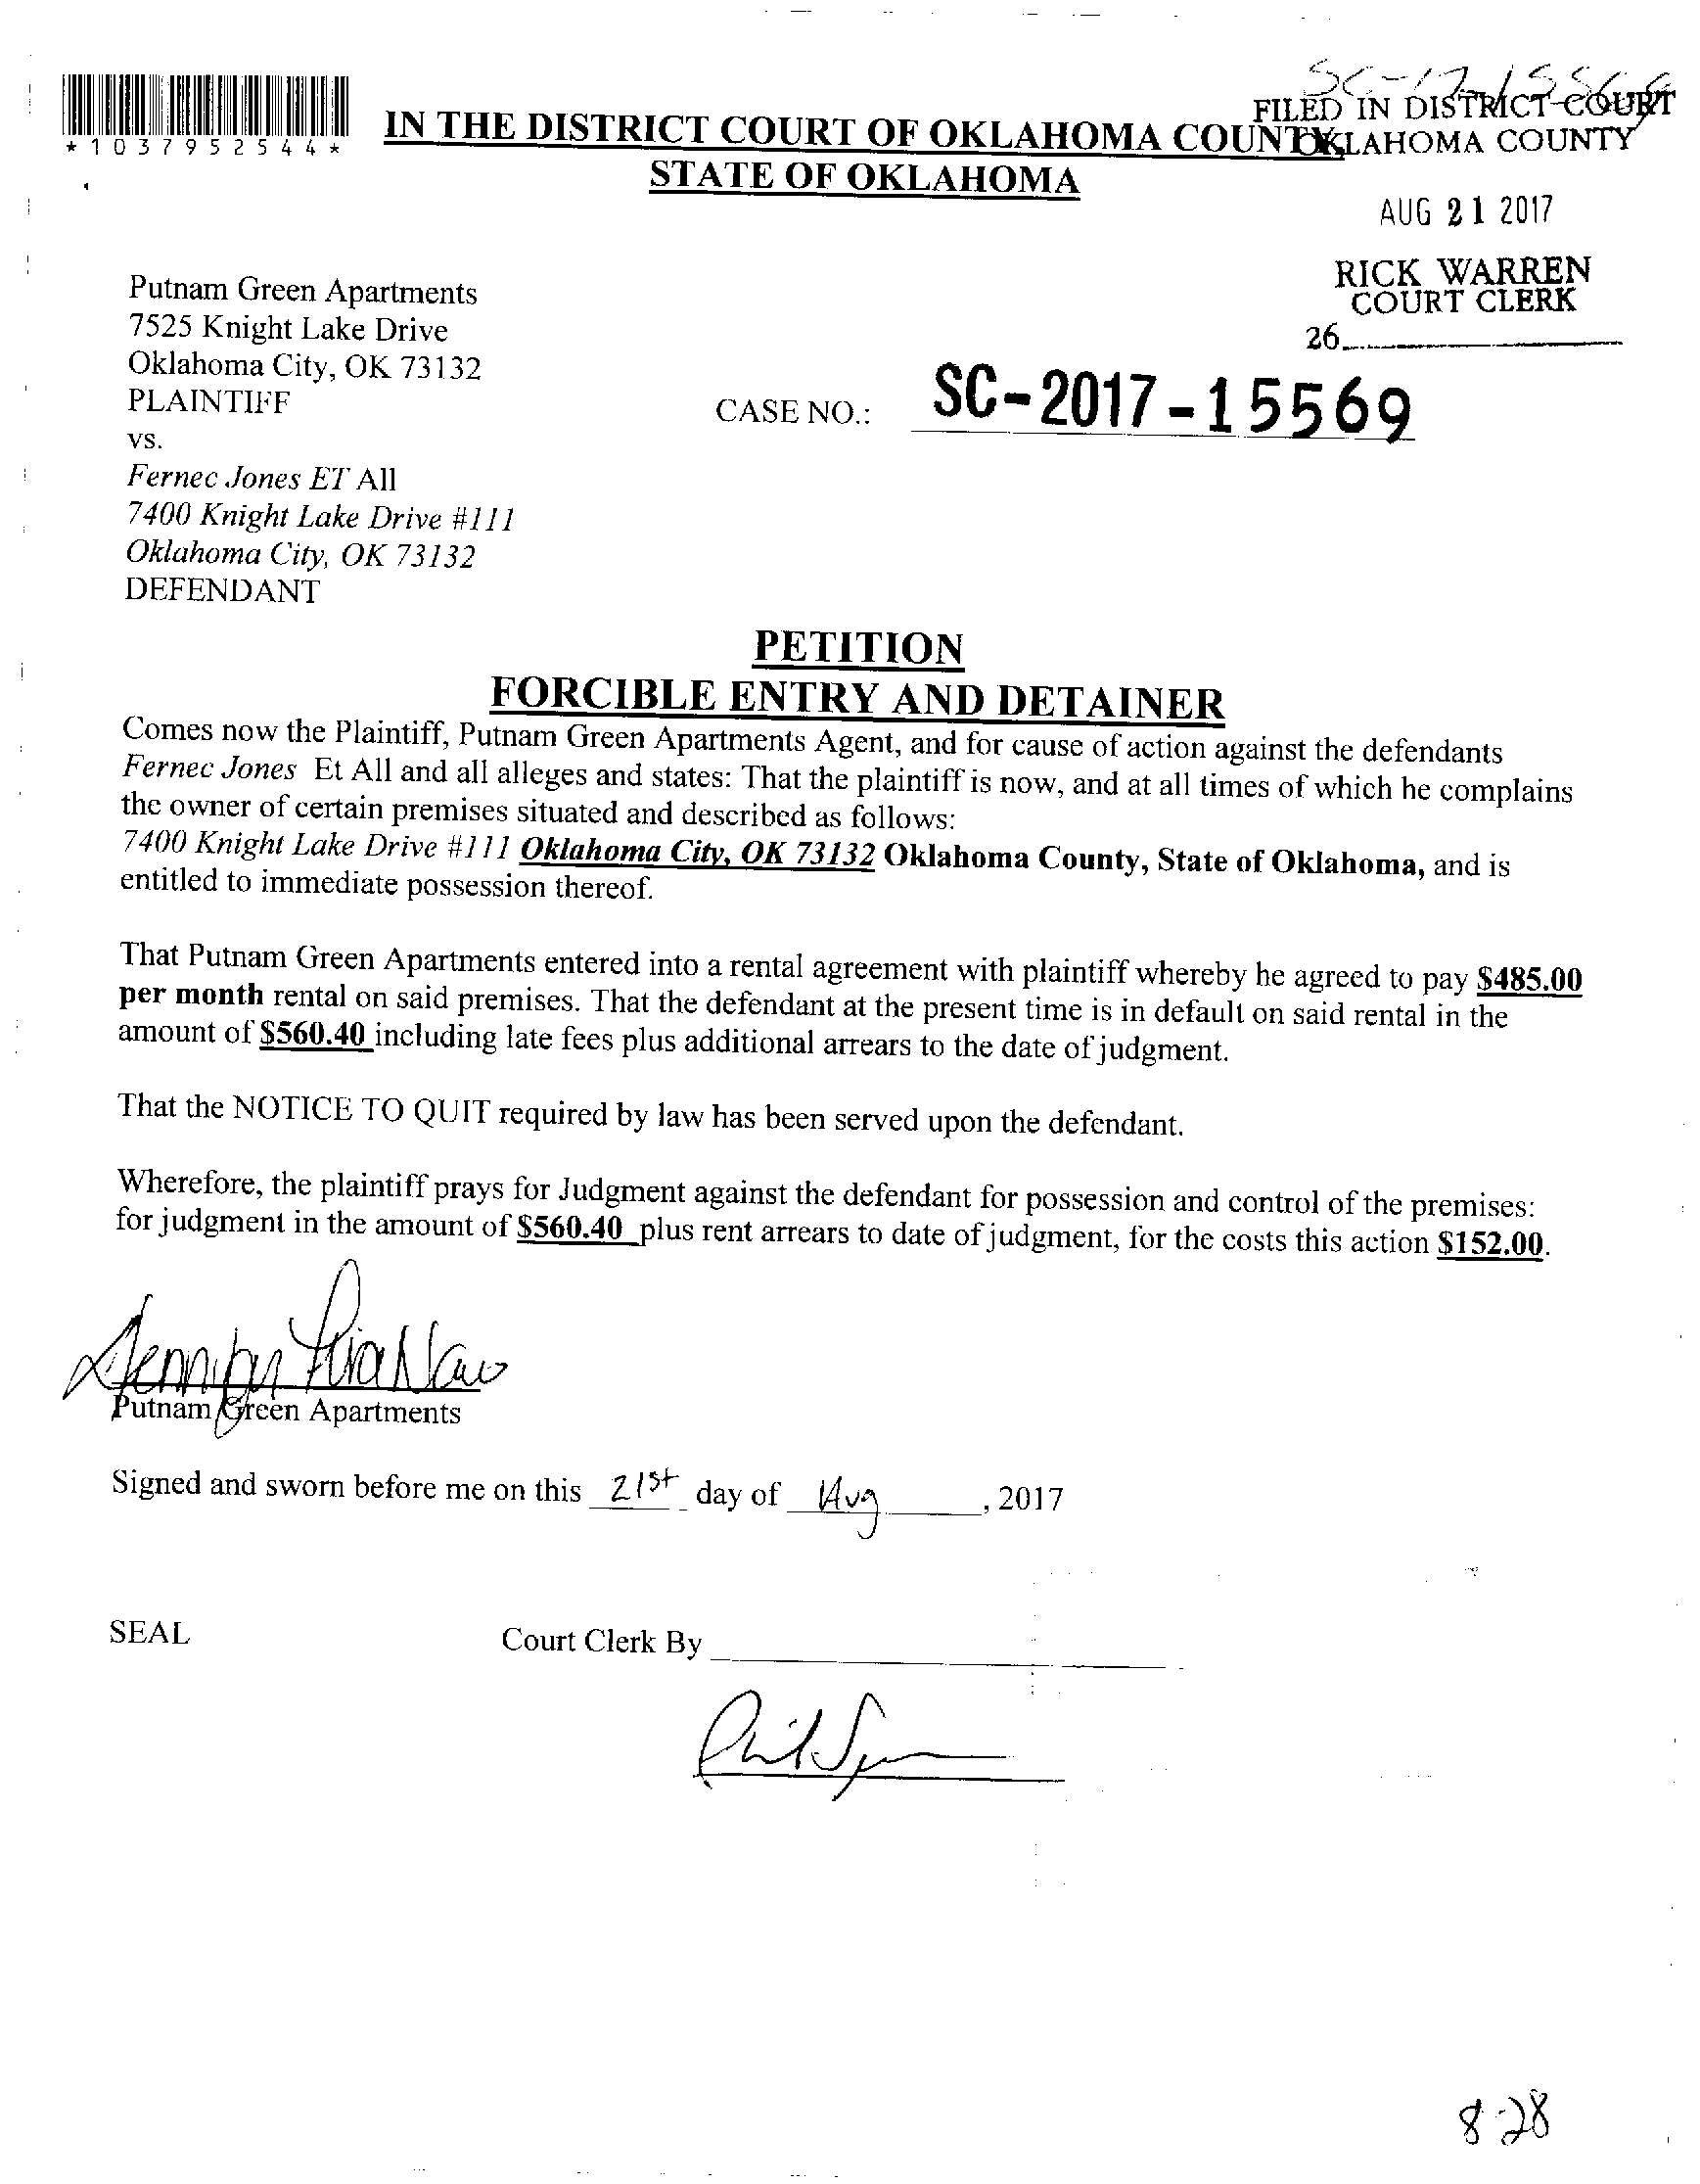 SC-17-15569
FILED IN DISTRICT COURT
IN THE DISTRICT COURT OF OKLAHOMA COUNTY
OKLAHOMA COUNTY
*1037952544*
STATE OF OKLAHOMA
AUG 21 2017
RICK WARREN
COURT CLERK
26
Putnam Green Apartments
7525 Knight Lake Drive
Oklahoma City, OK 73132
PLAINTIFF
CASE NO.: SC-2017-15569
vs.
Fernec Jones ET All
7400 Knight Lake Drive #111
Oklahoma City, OK 73132
DEFENDANT
PETITION
FORCIBLE ENTRY AND DETAINER
Comes now the Plaintiff, Putnam Green Apartments Agent, and for cause of action against the defendants
Fernec Jones Et All and all alleges and states: That the plaintiff is now, and at all times of which he complains
the owner of certain premises situated and described as follows:
7400 Knight Lake Drive #111 Oklahoma City, OK 73132 Oklahoma County, State of Oklahoma, and is
entitled to immediate possession thereof.
That Putnam Green Apartments entered into a rental agreement with plaintiff whereby he agreed to pay $485.00
per month rental on said premises. That the defendant at the present time is in default on said rental in the
amount of $560.40 including late fees plus additional arrears to the date of judgment.
That the NOTICE TO QUIT required by law has been served upon the defendant.
Wherefore, the plaintiff prays for Judgment against the defendant for possession and control of the premises:
for judgment in the amount of $560.40 plus rent arrears to date of judgment, for the costs this action $152.00.
Jennifer
Putnam Green Apartments
Signed and sworn before me on this 21st day of Aug, 2017
SEAL
Court Clerk By
8-28